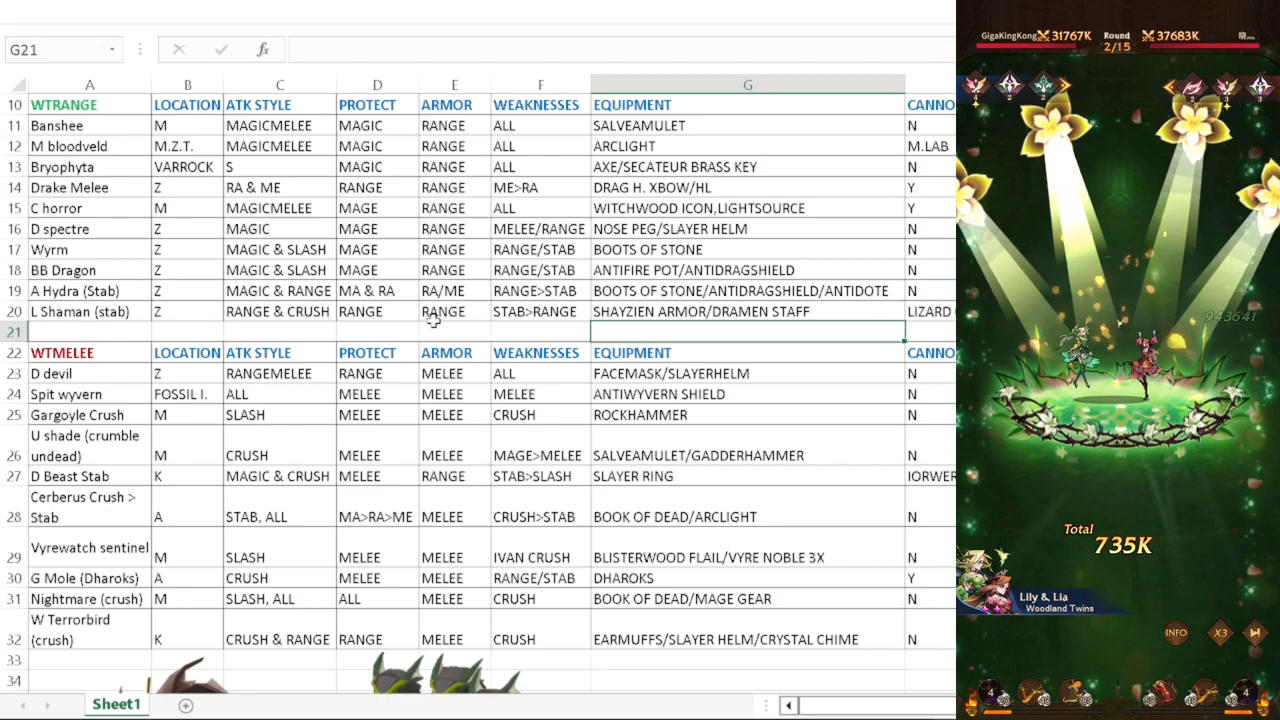 G21 fx
A B C D E F G
10 WTRANGE LOCATION ATK STYLE PROTECT ARMOR WEAKNESSES EQUIPMENT CANNO
11 Banshee M MAGICMELEE MAGIC RANGE ALL SALVEAMULET N
12 M bloodveld M.Z.T. MAGICMELEE MAGIC RANGE ALL ARCLIGHT M.LAB
13 Bryophyta VARROCK S MAGIC RANGE ALL AXE/SECATEUR BRASS KEY N
14 Drake Melee Z RA & ME RANGE RANGE ME>RA DRAG H. XBOW/HL Y
15 C horror M MAGICMELEE MAGE RANGE ALL WITCHWOOD ICON,LIGHTSOURCE Y
16 D spectre Z MAGIC MAGE RANGE MELEE/RANGE NOSE PEG/SLAYER HELM N
17 Wyrm Z MAGIC & SLASH MAGE RANGE RANGE/STAB BOOTS OF STONE N
18 BB Dragon Z MAGIC & SLASH MAGE RANGE RANGE/STAB ANTIFIRE POT/ANTIDRAGSHIELD N
19 A Hydra (Stab) Z MAGIC & RANGE MA & RA RA/ME RANGE>STAB BOOTS OF STONE/ANTIDRAGSHIELD/ANTIDOTE N
20 L Shaman (stab) Z RANGE & CRUSH RANGE RANGE STAB>RANGE SHAYZIEN ARMOR/DRAMEN STAFF LIZARD
21
22 WTMELEE LOCATION ATK STYLE PROTECT ARMOR WEAKNESSES EQUIPMENT CANNO
23 D devil Z RANGEMELEE RANGE MELEE ALL FACEMASK/SLAYERHELM N
24 Spit wyvern FOSSIL I. ALL MELEE MELEE MELEE ANTIWYVERN SHIELD N
25 Gargoyle Crush M SLASH MELEE MELEE CRUSH ROCKHAMMER N
U shade (crumble
26 undead) M CRUSH MELEE MELEE MAGE>MELEE SALVEAMULET/GADDERHAMMER N
27 D Beast Stab K MAGIC & CRUSH MELEE RANGE STAB>SLASH SLAYER RING IORWER
Cerberus Crush >
28 Stab A STAB, ALL MA>RA>ME MELEE CRUSH>STAB BOOK OF DEAD/ARCLIGHT N
29 Vyrewatch sentinel M SLASH MELEE MELEE IVAN CRUSH BLISTERWOOD FLAIL/VYRE NOBLE 3X N
30 G Mole (Dharoks) A CRUSH MELEE MELEE RANGE/STAB DHAROKS Y
31 Nightmare (crush) M SLASH, ALL ALL MELEE CRUSH BOOK OF DEAD/MAGE GEAR N
W Terrorbird
32 (crush) K CRUSH & RANGE RANGE MELEE CRUSH EARMUFFS/SLAYER HELM/CRYSTAL CHIME N
33
34
Sheet1
GigaKingKong 31767K Round 37683K
2/15
4 2 2 2 3 3
943641
Total
735K
Lily & Lia
Woodland Twins
INFO X3
4 4